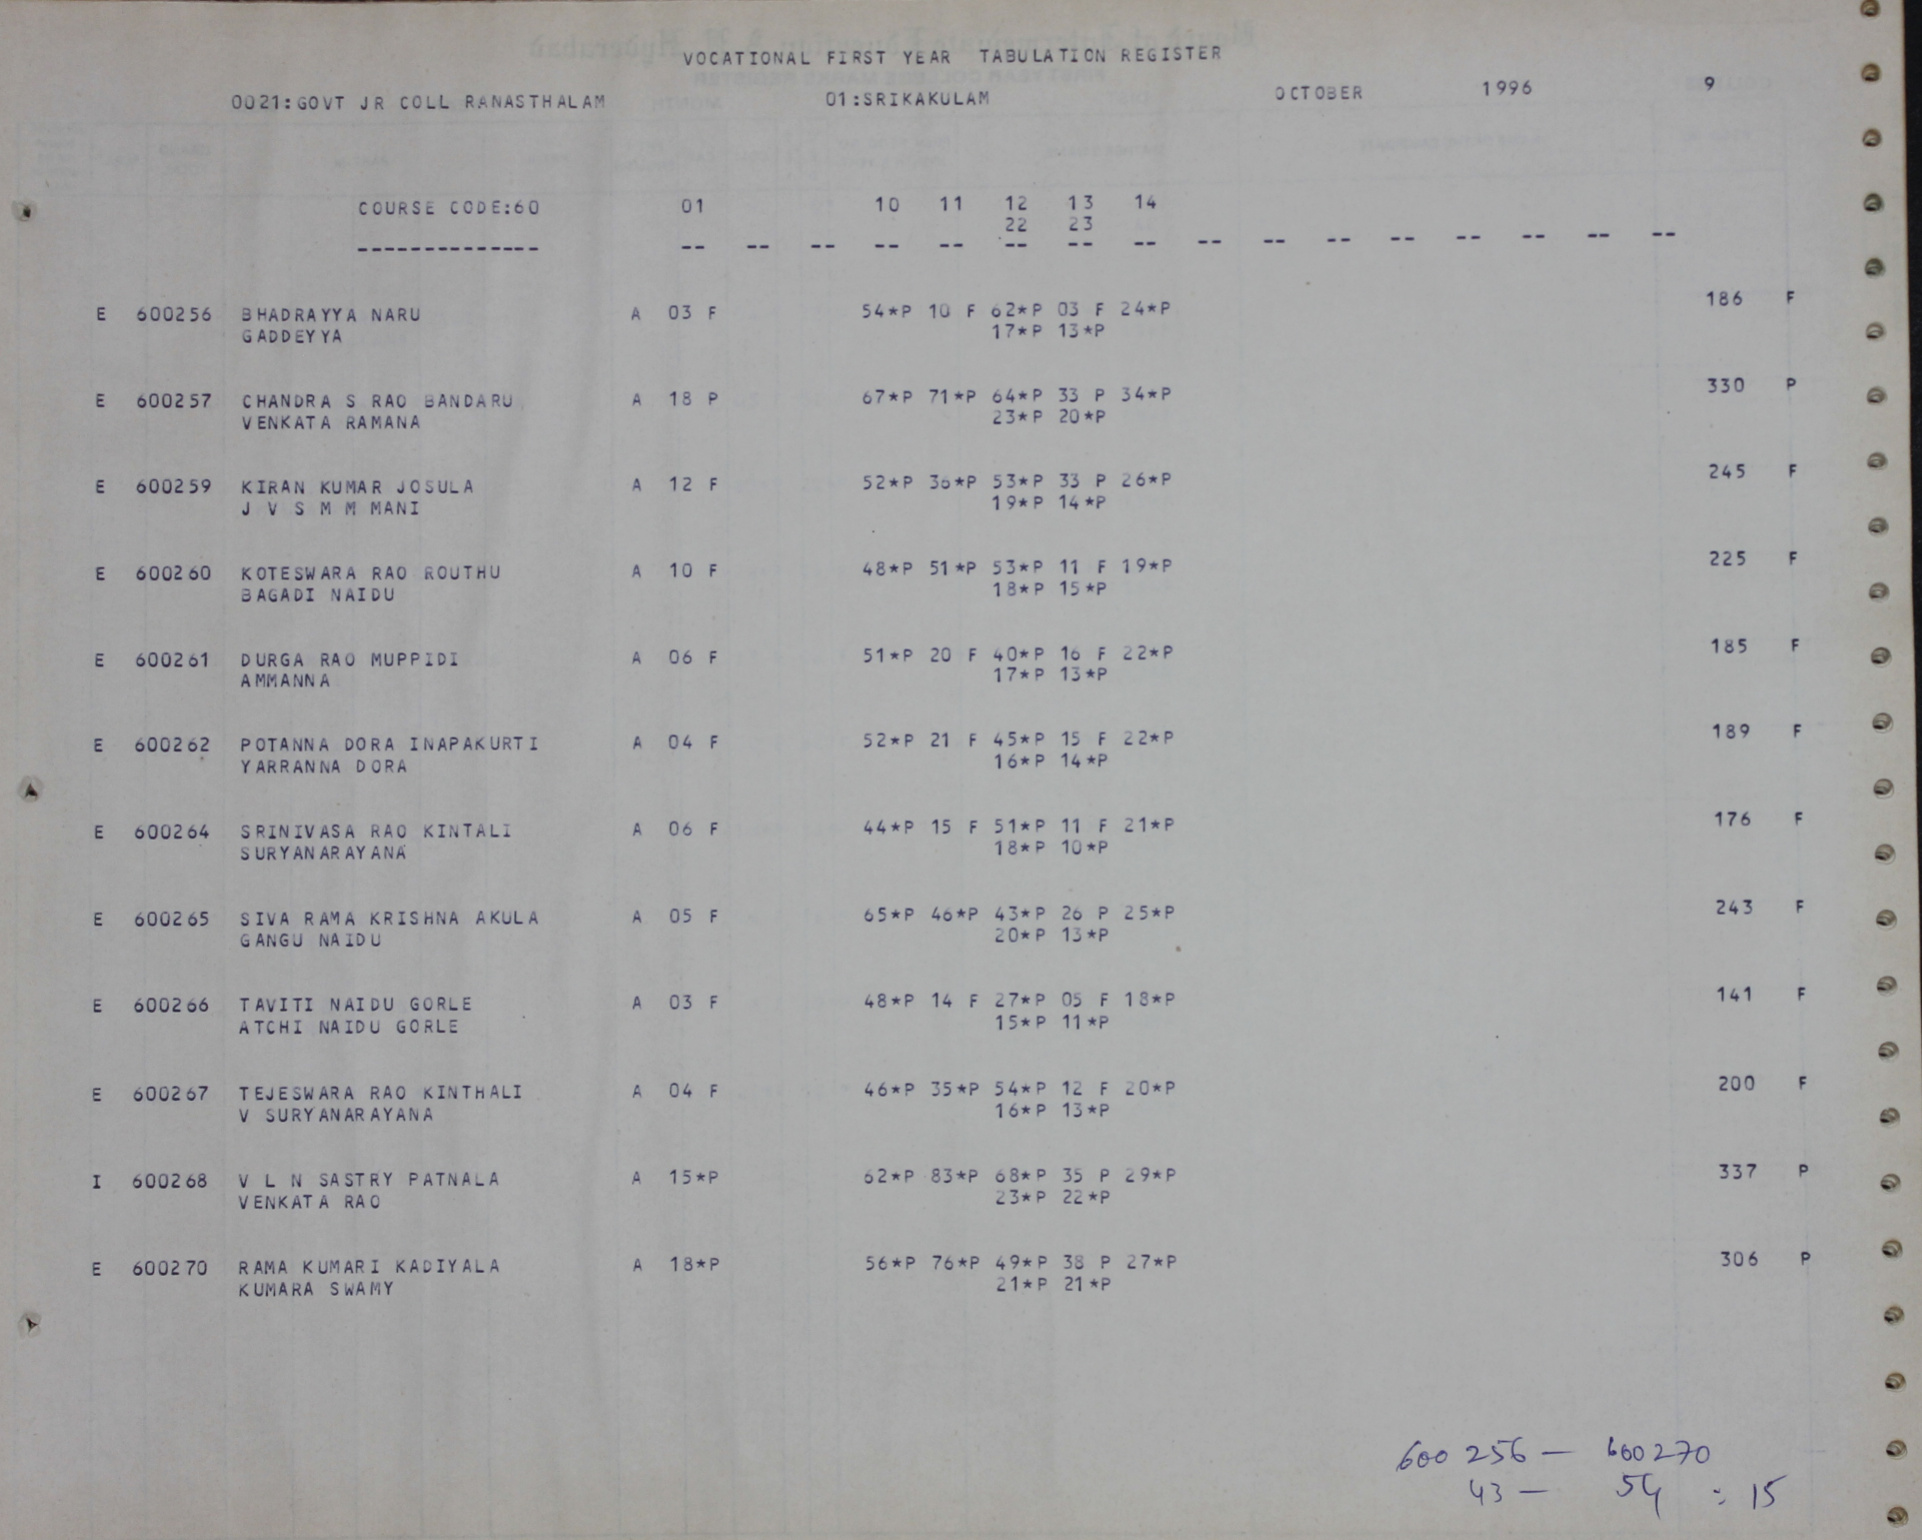 VOCATIONAL FIRST YEAR TABULATION REGISTER
0021:GOVT JR COLL RANASTHALAM 01:SRIKAKULAM OCTOBER 1996 9
COURSE CODE:60 01 10 11 12 13 14
22 23
-------------- -- -- -- -- -- -- -- -- -- -- -- -- -- -- -- --
E 600256 BHADRAYYA NARU A 03 F 54*P 10 F 62*P 03 F 24*P 186 F
GADDEYYA 17*P 13*P
E 600257 CHANDRA S RAO BANDARU A 18 P 67*P 71*P 64*P 33 P 34*P 330 P
VENKATA RAMANA 23*P 20*P
E 600259 KIRAN KUMAR JOSULA A 12 F 52*P 36*P 53*P 33 P 26*P 245 F
J V S M M MANI 19*P 14*P
E 600260 KOTESWARA RAO ROUTHU A 10 F 48*P 51*P 53*P 11 F 19*P 225 F
BAGADI NAIDU 18*P 15*P
E 600261 DURGA RAO MUPPIDI A 06 F 51*P 20 F 40*P 16 F 22*P 185 F
AMMANNA 17*P 13*P
E 600262 POTANNA DORA INAPAKURTI A 04 F 52*P 21 F 45*P 15 F 22*P 189 F
YARRANNA DORA 16*P 14*P
E 600264 SRINIVASA RAO KINTALI A 06 F 44*P 15 F 51*P 11 F 21*P 176 F
SURYANARAYANA 18*P 10*P
E 600265 SIVA RAMA KRISHNA AKULA A 05 F 65*P 46*P 43*P 26 P 25*P 243 F
GANGU NAIDU 20*P 13*P
E 600266 TAVITI NAIDU GORLE A 03 F 48*P 14 F 27*P 05 F 18*P 141 F
ATCHI NAIDU GORLE 15*P 11*P
E 600267 TEJESWARA RAO KINTHALI A 04 F 46*P 35*P 54*P 12 F 20*P 200 F
V SURYANARAYANA 16*P 13*P
I 600268 V L N SASTRY PATNALA A 15*P 62*P 83*P 68*P 35 P 29*P 337 P
VENKATA RAO 23*P 22*P
E 600270 RAMA KUMARI KADIYALA A 18*P 56*P 76*P 49*P 38 P 27*P 306 P
KUMARA SWAMY 21*P 21*P
600 256 — 600270
43 — 54 : 15